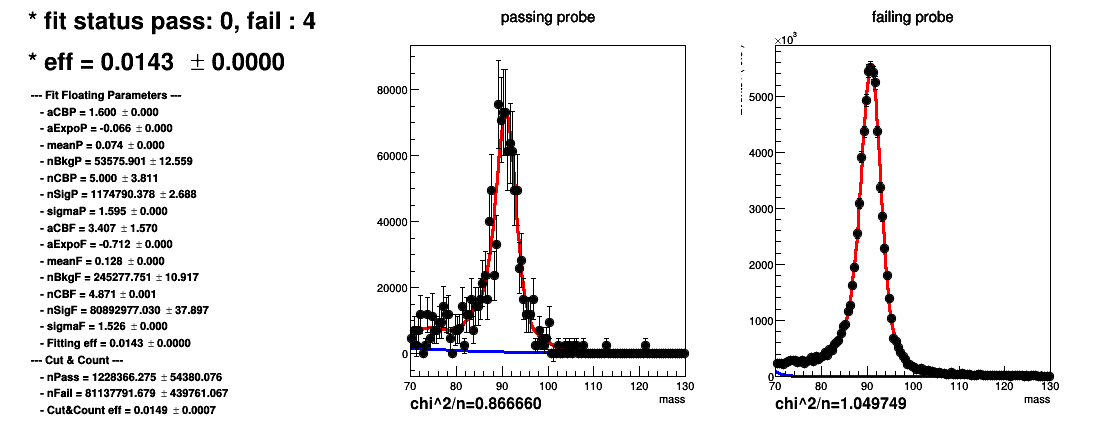 * fit status pass: 0, fail : 4
* eff = 0.0143 ± 0.0000
--- Fit Floating Parameters ---
- aCBP = 1.600 ± 0.000
- aExpoP = -0.066 ± 0.000
- meanP = 0.074 ± 0.000
- nBkgP = 53575.901 ± 12.559
- nCBP = 5.000 ± 3.811
- nSigP = 1174790.378 ± 2.688
- sigmaP = 1.595 ± 0.000
- aCBF = 3.407 ± 1.570
- aExpoF = -0.712 ± 0.000
- meanF = 0.128 ± 0.000
- nBkgF = 245277.751 ± 10.917
- nCBF = 4.871 ± 0.001
- nSigF = 80892977.030 ± 37.897
- sigmaF = 1.526 ± 0.000
- Fitting eff = 0.0143 ± 0.0000
--- Cut & Count ---
- nPass = 1228366.275 ± 54380.076
- nFail = 81137791.679 ± 439761.067
- Cut&Count eff = 0.0149 ± 0.0007
passing probe
80000
60000
40000
20000
0
70 80 90 100 110 120 130
mass
chi^2/n=0.866660
failing probe
×10³
5000
4000
3000
2000
1000
0
70 80 90 100 110 120 130
mass
chi^2/n=1.049749